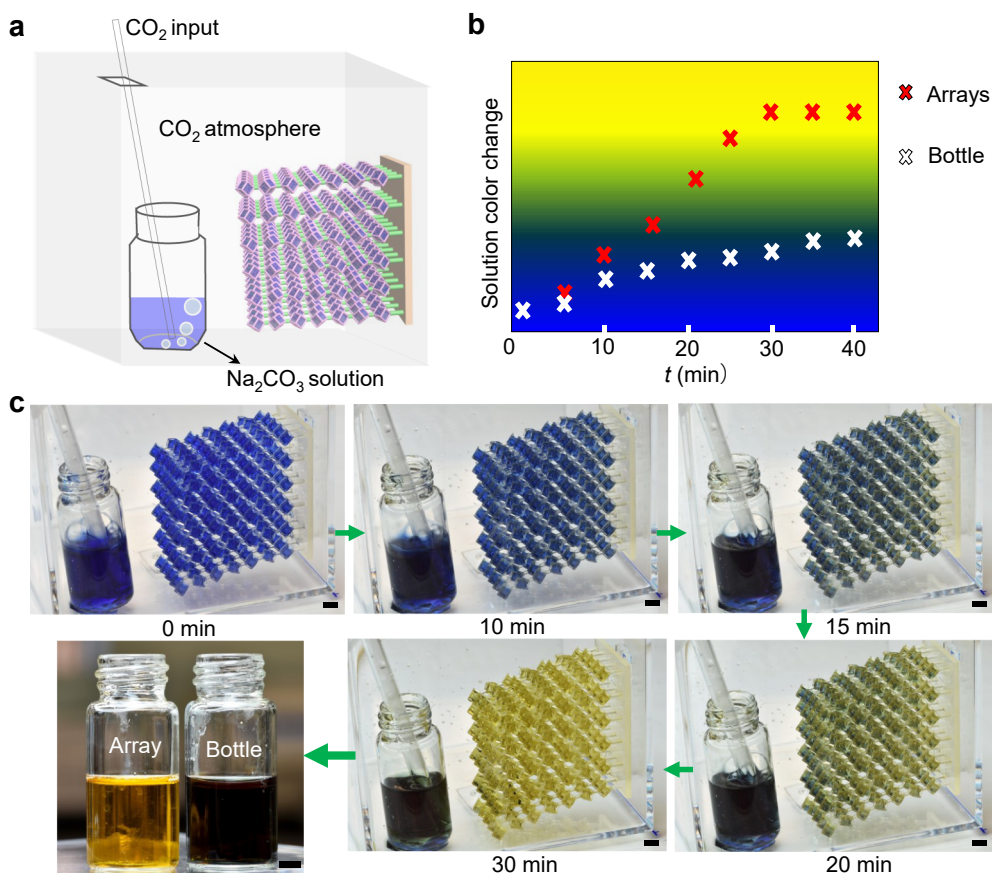 a
CO₂ input
CO₂ atmosphere
Na₂CO₃ solution
b
Solution color change
Arrays
Bottle
0 10 20 30 40
t (min)
c
0 min
10 min
15 min
Array
Bottle
30 min
20 min